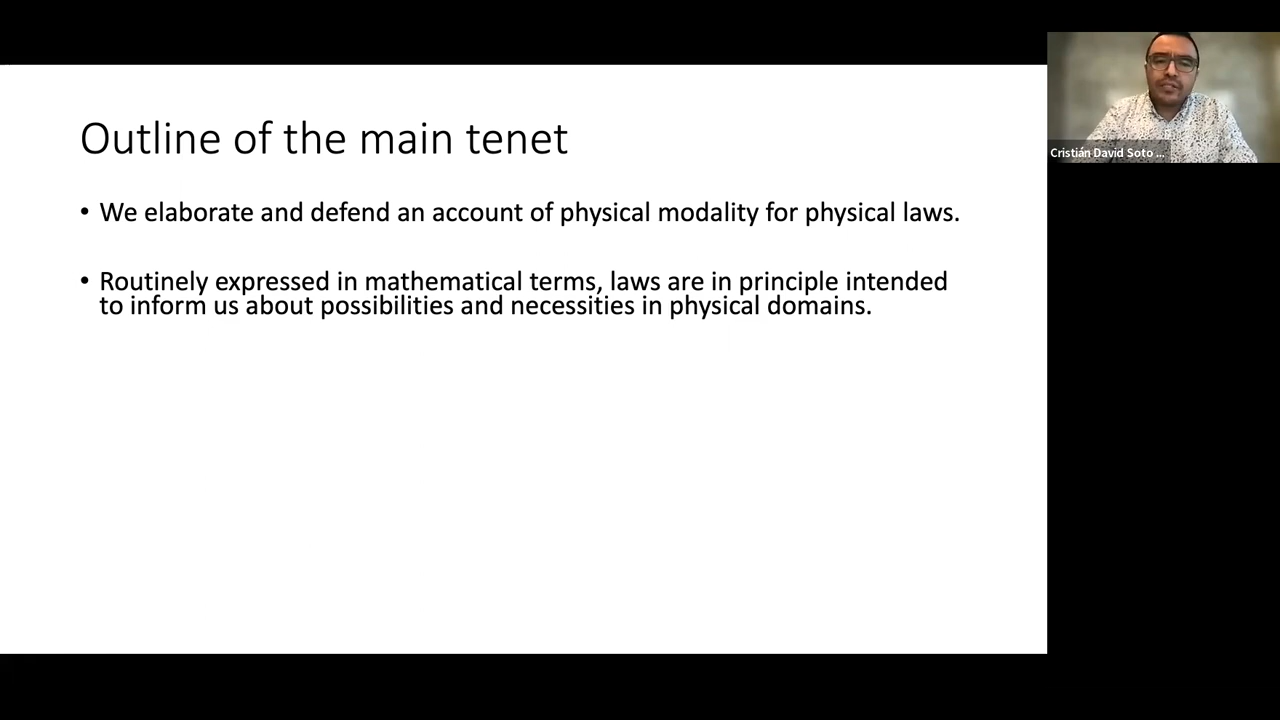 Outline of the main tenet
• We elaborate and defend an account of physical modality for physical laws.
• Routinely expressed in mathematical terms, laws are in principle intended
to inform us about possibilities and necessities in physical domains.
Cristián David Soto ...